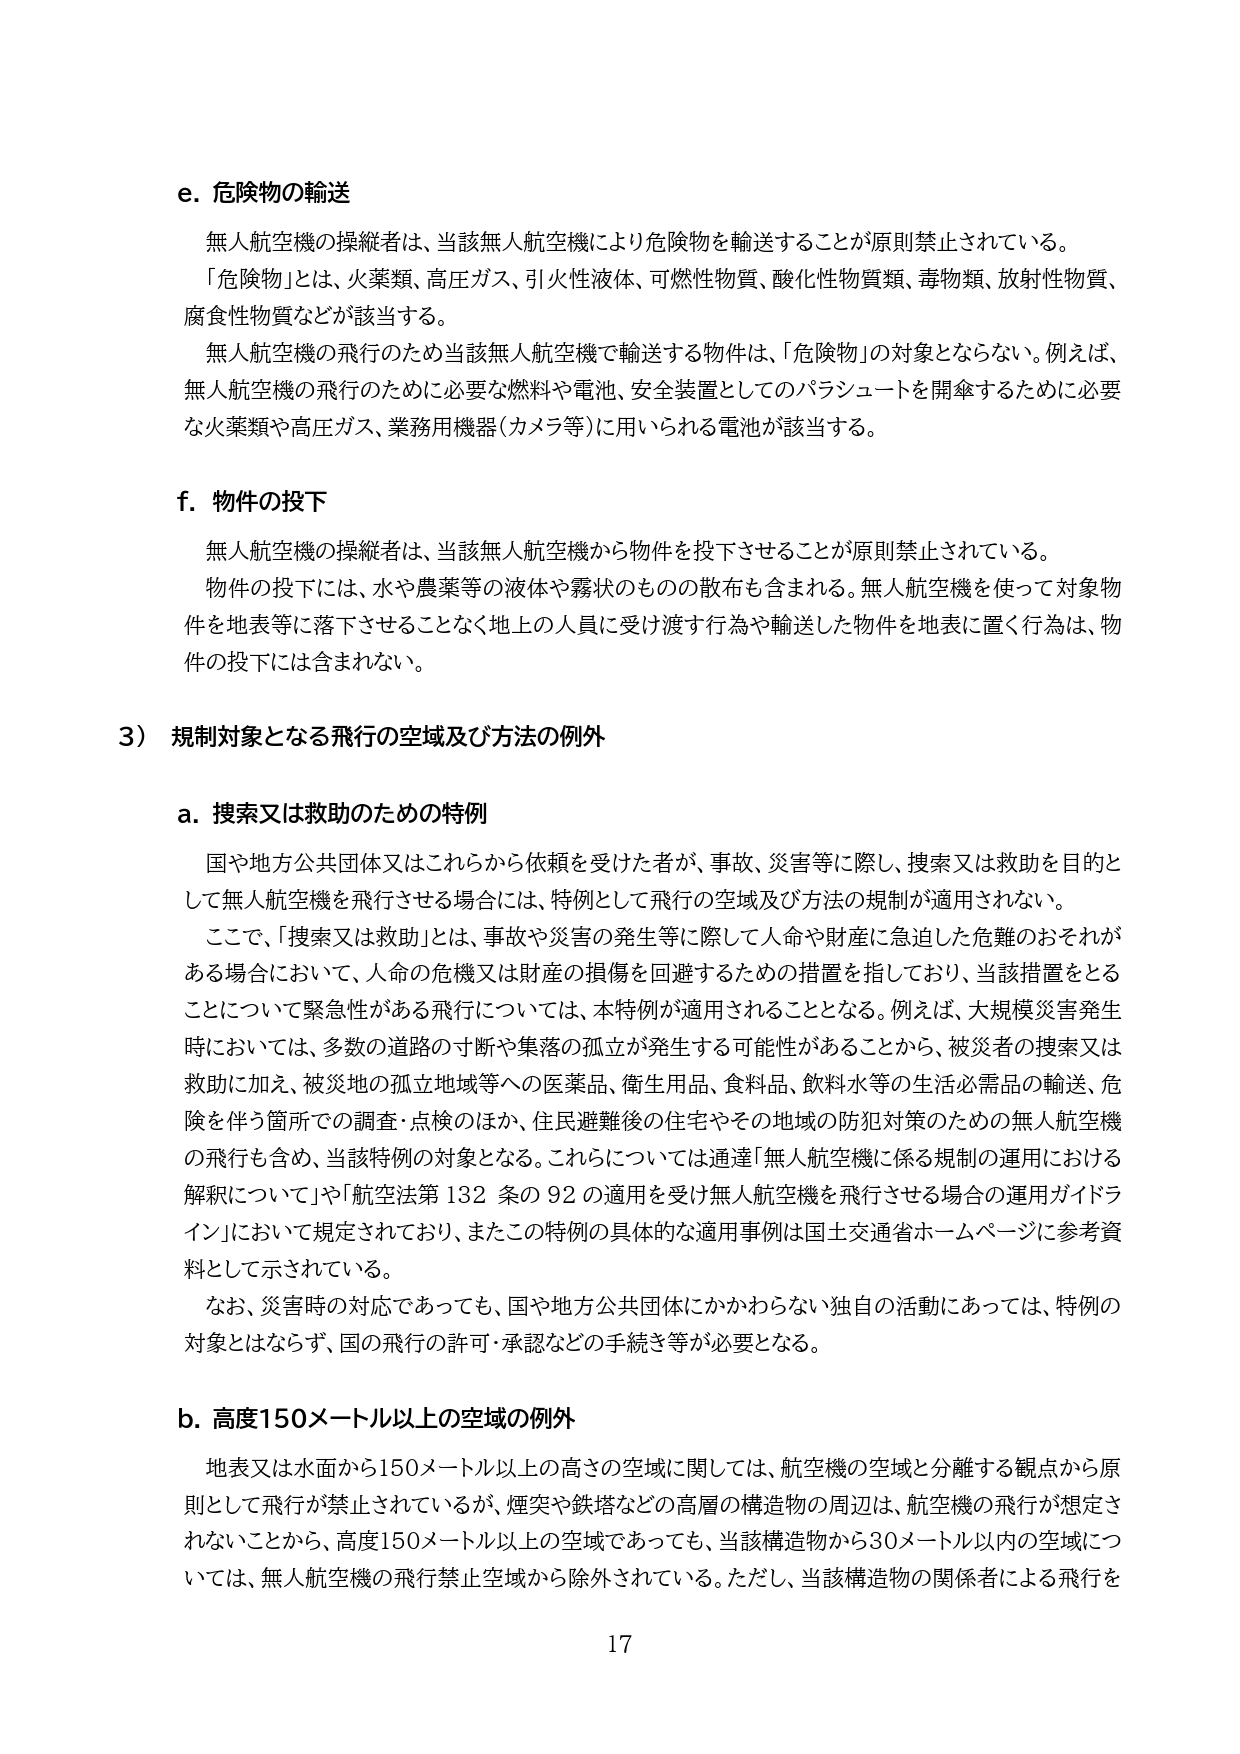 e. 危険物の輸送
無人航空機の操縦者は、当該無人航空機により危険物を輸送することが原則禁止されている。
「危険物」とは、火薬類、高圧ガス、引火性液体、可燃性物質、酸化性物質類、毒物類、放射性物質、
腐食性物質などが該当する。
無人航空機の飛行のため当該無人航空機で輸送する物件は、「危険物」の対象とならない。例えば、
無人航空機の飛行のために必要な燃料や電池、安全装置としてのパラシュートを開傘するために必要
な火薬類や高圧ガス、業務用機器（カメラ等）に用いられる電池が該当する。
f. 物件の投下
無人航空機の操縦者は、当該無人航空機から物件を投下させることが原則禁止されている。
物件の投下には、水や農薬等の液体や霧状のものの散布も含まれる。無人航空機を使って対象物
件を地表等に落下させることなく地上の人員に受け渡す行為や輸送した物件を地表に置く行為は、物
件の投下には含まれない。
3） 規制対象となる飛行の空域及び方法の例外
a. 捜索又は救助のための特例
国や地方公共団体又はこれらから依頼を受けた者が、事故、災害等に際し、捜索又は救助を目的と
して無人航空機を飛行させる場合には、特例として飛行の空域及び方法の規制が適用されない。
ここで、「捜索又は救助」とは、事故や災害の発生等に際して人命や財産に急迫した危難のおそれが
ある場合において、人命の危機又は財産の損傷を回避するための措置を指しており、当該措置をとる
ことについて緊急性がある飛行については、本特例が適用されることとなる。例えば、大規模災害発生
時においては、多数の道路の寸断や集落の孤立が発生する可能性があることから、被災者の捜索又は
救助に加え、被災地の孤立地域等への医薬品、衛生用品、食料品、飲料水等の生活必需品の輸送、危
険を伴う箇所での調査・点検のほか、住民避難後の住宅やその地域の防犯対策のための無人航空機
の飛行も含め、当該特例の対象となる。これらについては通達「無人航空機に係る規制の運用における
解釈について」や「航空法第 132 条の 92 の適用を受け無人航空機を飛行させる場合の運用ガイドラ
イン」において規定されており、またこの特例の具体的な適用事例は国土交通省ホームページに参考資
料として示されている。
なお、災害時の対応であっても、国や地方公共団体にかかわらない独自の活動にあっては、特例の
対象とはならず、国の飛行の許可・承認などの手続き等が必要となる。
b. 高度150メートル以上の空域の例外
地表又は水面から150メートル以上の高さの空域に関しては、航空機の空域と分離する観点から原
則として飛行が禁止されているが、煙突や鉄塔などの高層の構造物の周辺は、航空機の飛行が想定さ
れないことから、高度150メートル以上の空域であっても、当該構造物から30メートル以内の空域につ
いては、無人航空機の飛行禁止空域から除外されている。ただし、当該構造物の関係者による飛行を
17